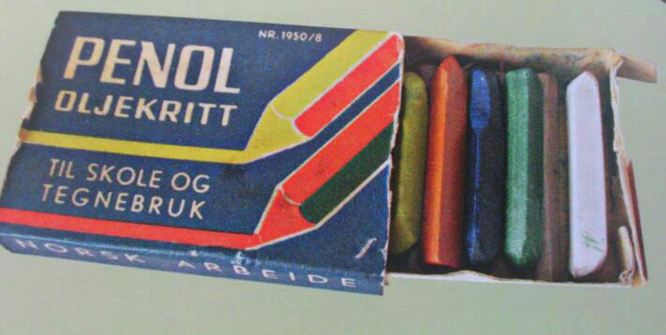 NR. 1950/8
PENOL
OLJEKRITT
TIL SKOLE OG
TEGNEBRUK
NORSK ARBEIDE